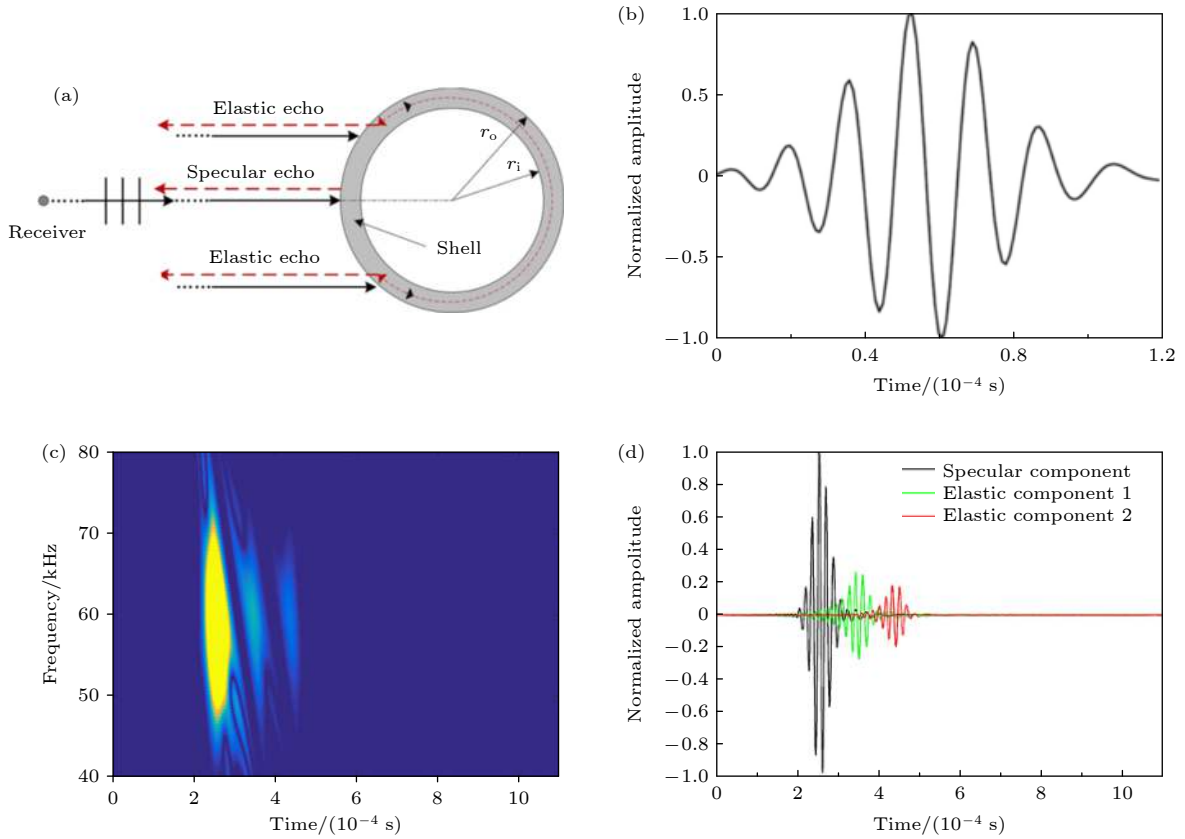 (a)
Elastic echo
Specular echo
Receiver
Elastic echo
Shell
r_o
r_i
(b)
Normalized amplitude
1.0
0.5
0
−0.5
−1.0
0
0.4
0.8
1.2
Time/(10⁻⁴ s)
(c)
Frequency/kHz
80
70
60
50
40
0
2
4
6
8
10
Time/(10⁻⁴ s)
(d)
Normalized ampolitude
1.0
0.8
0.6
0.4
0.2
0
−0.2
−0.4
−0.6
−0.8
−1.0
Specular component
Elastic component 1
Elastic component 2
0
2
4
6
8
10
Time/(10⁻⁴ s)